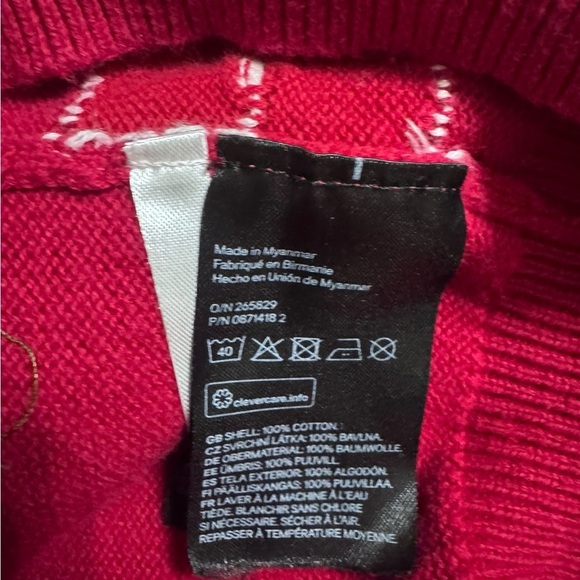 Made in Myanmar
Fabriqué en Birmanie
Hecho en Unión de Myanmar
O/N 265829
P/N 0871418 2
40
clevercare.info
GB SHELL: 100% COTTON.
CZ SVRCHNÍ LÁTKA: 100% BAVLNA.
DE OBERMATERIAL: 100% BAUMWOLLE.
EE ÜMBRIS: 100% PUUVILL.
ES TELA EXTERIOR: 100% ALGODÓN.
FI PÄÄLLISKANGAS: 100% PUUVILLAA.
FR LAVER À LA MACHINE À L'EAU
TIÈDE. BLANCHIR SANS CHLORE
SI NÉCESSAIRE. SÉCHER À L'AIR.
REPASSER À TEMPÉRATURE MOYENNE.